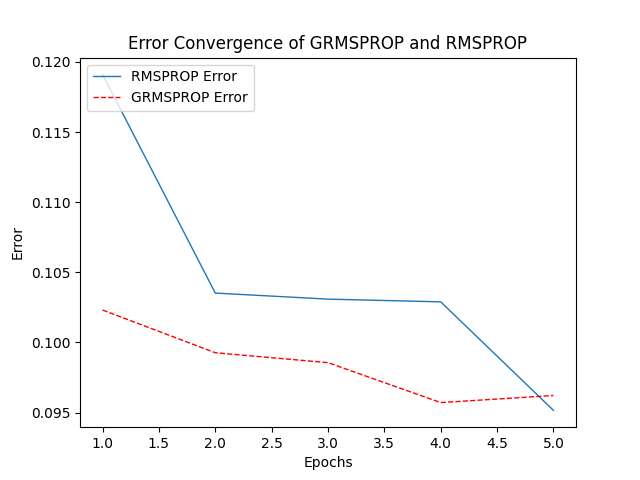 Error Convergence of GRMSPROP and RMSPROP
RMSPROP Error
GRMSPROP Error
0.120
0.115
0.110
0.105
0.100
0.095
Error
1.0 1.5 2.0 2.5 3.0 3.5 4.0 4.5 5.0
Epochs